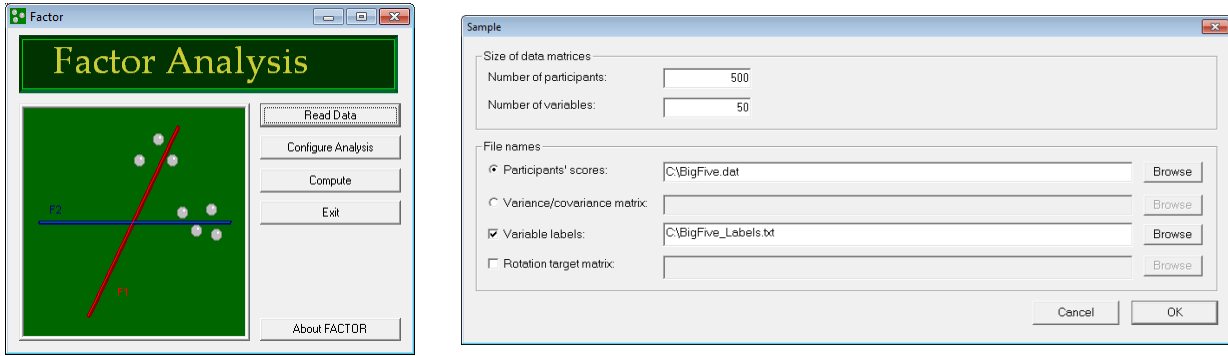 Factor
Factor Analysis
Read Data
Configure Analysis
Compute
Exit
About FACTOR
F2
F1
Sample
Size of data matrices
Number of participants: 500
Number of variables: 50
File names
Participants' scores: C:\BigFive.dat Browse
Variance/covariance matrix: Browse
Variable labels: C:\BigFive_Labels.txt Browse
Rotation target matrix: Browse
Cancel OK